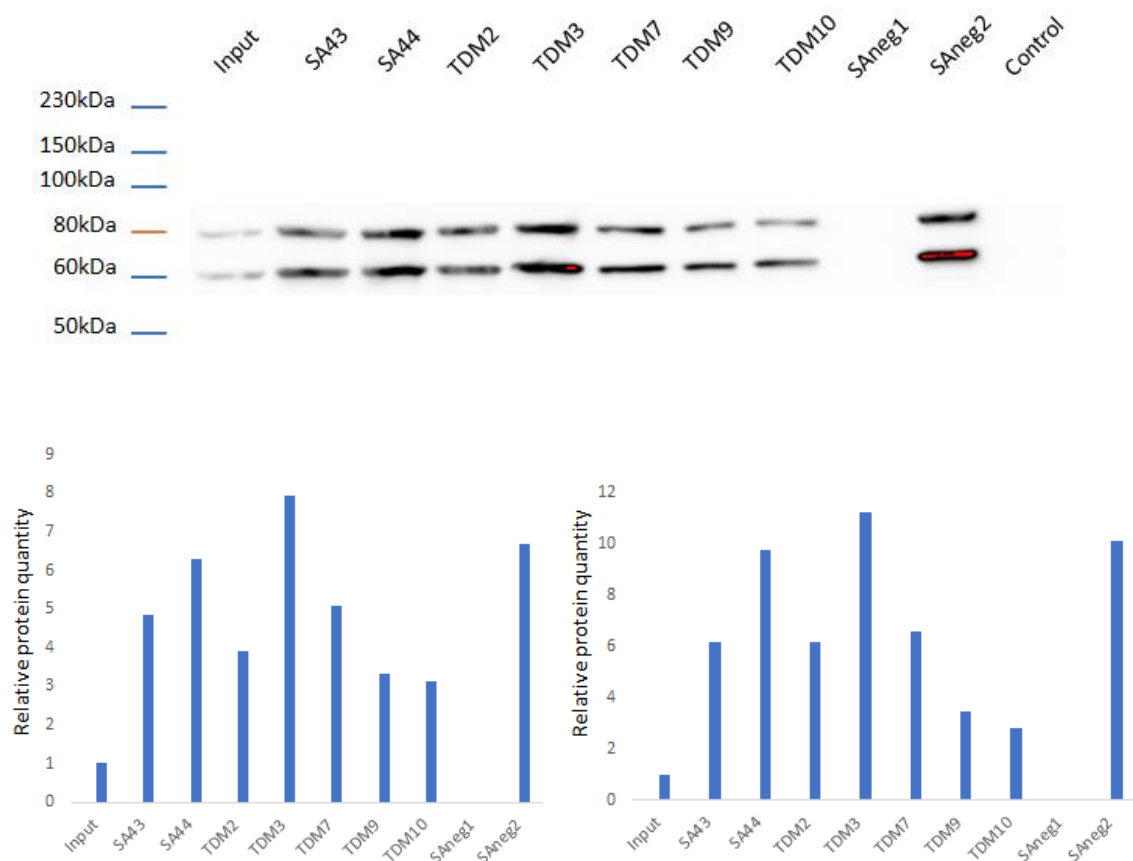 Input SA43 SA44 TDM2 TDM3 TDM7 TDM9 TDM10 SAneg1 SAneg2 Control
230kDa
150kDa
100kDa
80kDa
60kDa
50kDa
Relative protein quantity
9
8
7
6
5
4
3
2
1
0
Input SA43 SA44 TDM2 TDM3 TDM7 TDM9 TDM10 SAneg1 SAneg2
Relative protein quantity
12
10
8
6
4
2
0
Input SA43 SA44 TDM2 TDM3 TDM7 TDM9 TDM10 SAneg1 SAneg2